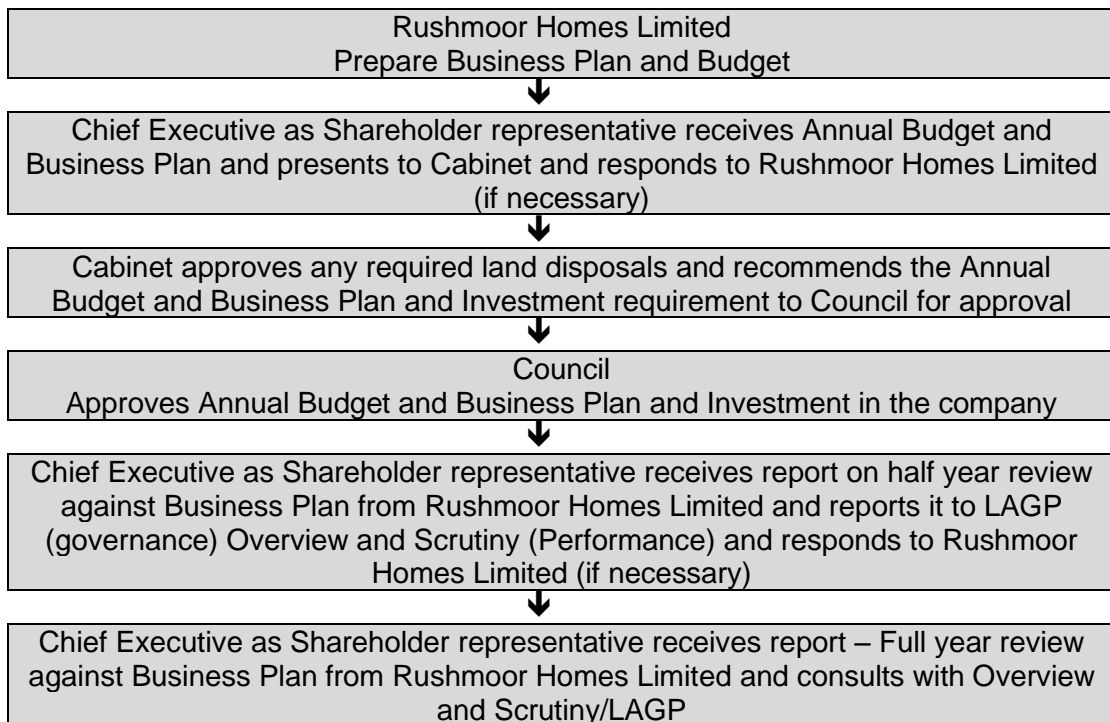 Rushmoor Homes Limited
Prepare Business Plan and Budget
Chief Executive as Shareholder representative receives Annual Budget and
Business Plan and presents to Cabinet and responds to Rushmoor Homes Limited
(if necessary)
Cabinet approves any required land disposals and recommends the Annual
Budget and Business Plan and Investment requirement to Council for approval
Council
Approves Annual Budget and Business Plan and Investment in the company
Chief Executive as Shareholder representative receives report on half year review
against Business Plan from Rushmoor Homes Limited and reports it to LAGP
(governance) Overview and Scrutiny (Performance) and responds to Rushmoor
Homes Limited (if necessary)
Chief Executive as Shareholder representative receives report – Full year review
against Business Plan from Rushmoor Homes Limited and consults with Overview
and Scrutiny/LAGP